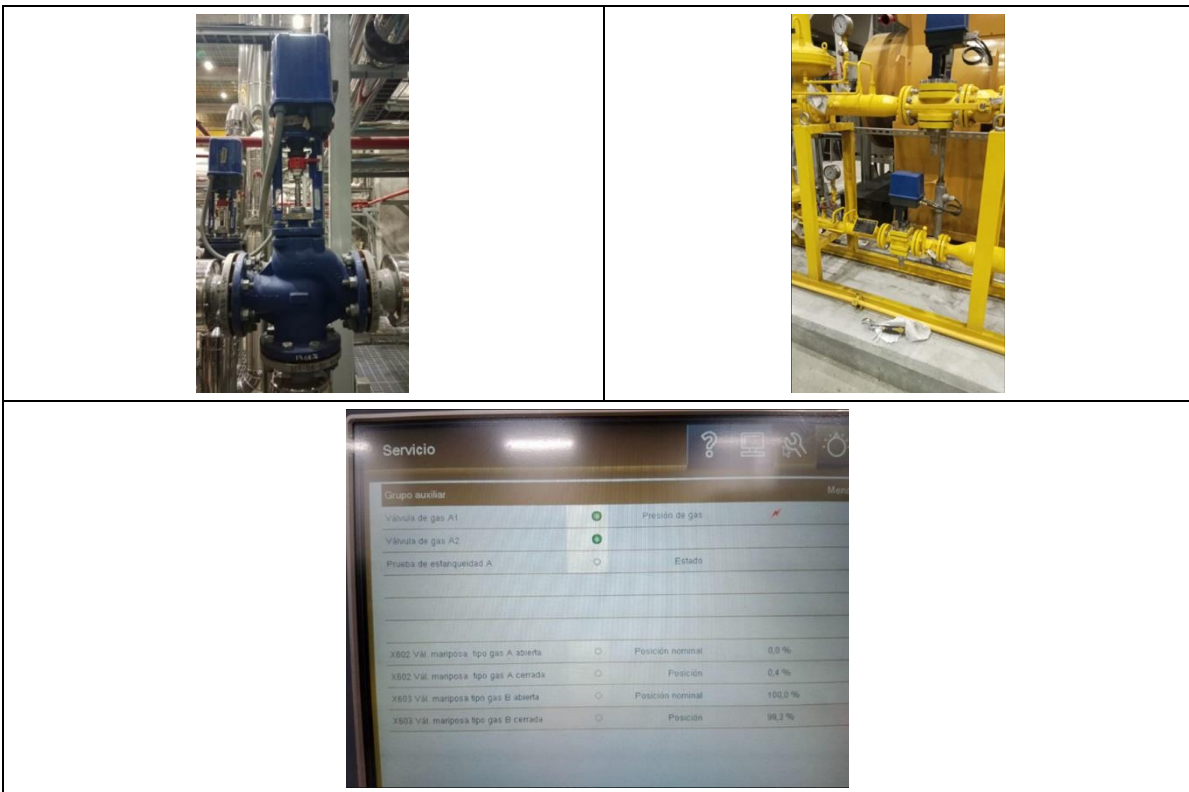 Servicio
Grupo auxiliar
Válvula de gas A1 Presión de gas
Válvula de gas A2
Prueba de estanqueidad A Estado
X602 Vál. mariposa tipo gas A abierta Posición nominal 0,0 %
X602 Vál. mariposa tipo gas A cerrada Posición 0,4 %
X603 Vál. mariposa tipo gas B abierta Posición nominal 100,0 %
X603 Vál. mariposa tipo gas B cerrada Posición 99,3 %